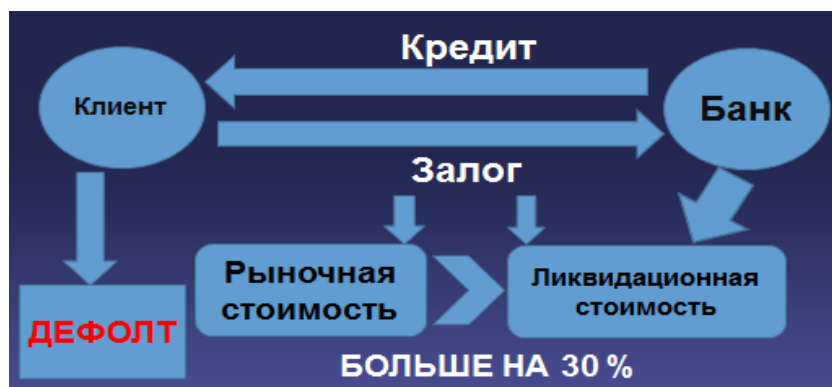 Кредит
Клиент
Банк
Залог
Рыночная
стоимость
Ликвидационная
стоимость
ДЕФОЛТ
БОЛЬШЕ НА 30 %